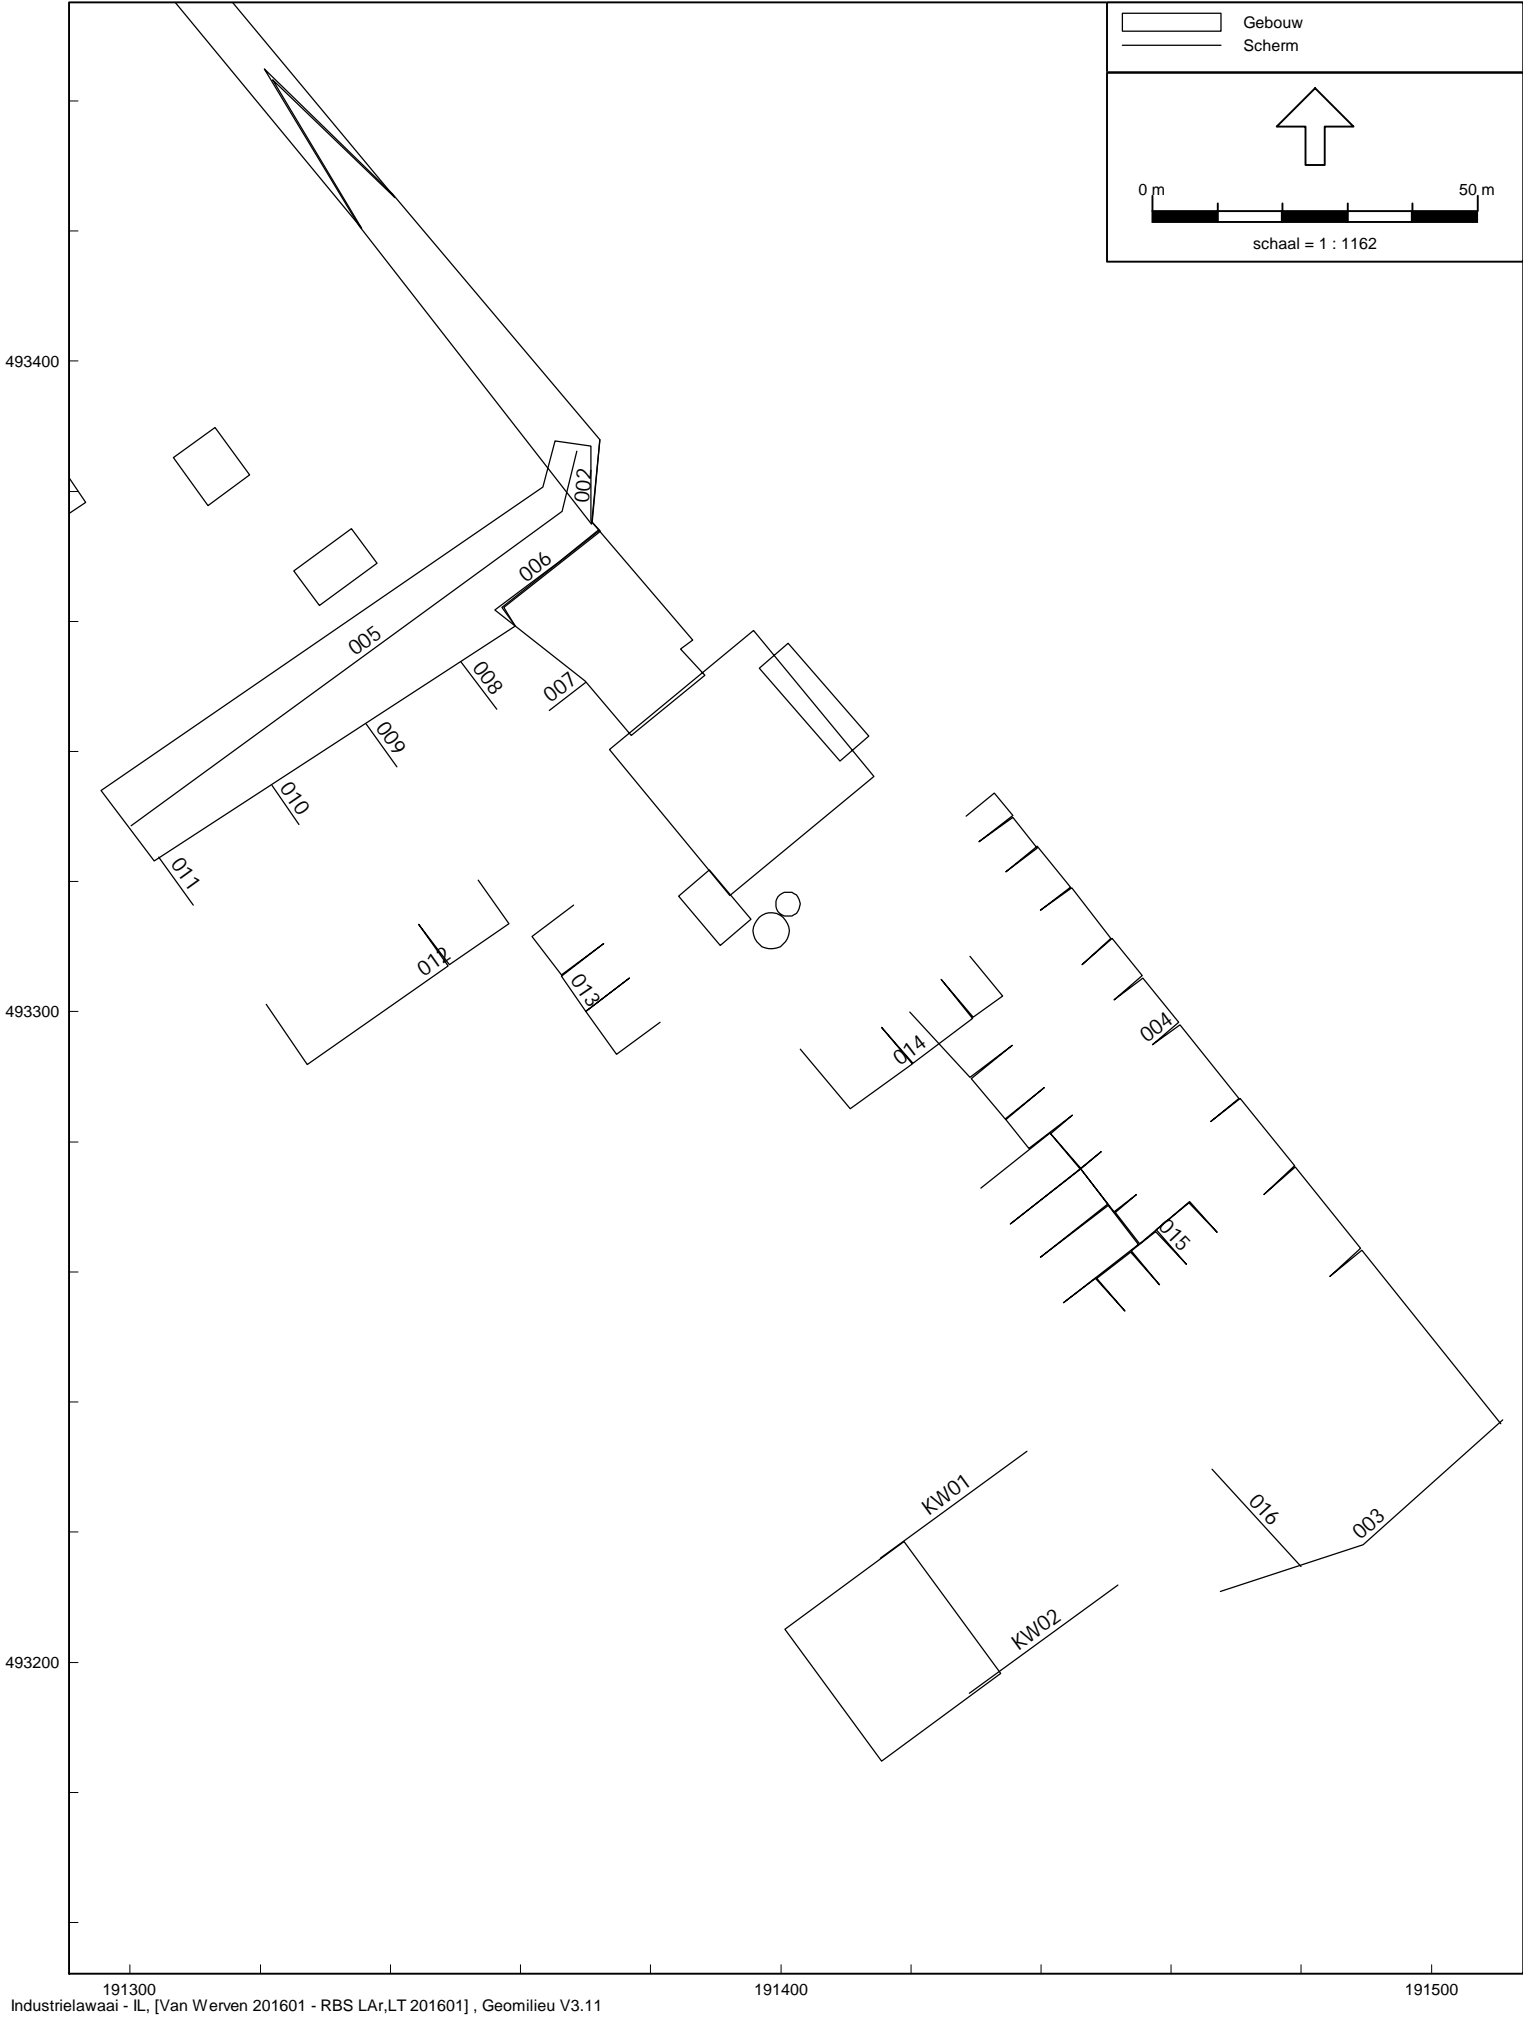 Gebouw
Scherm
0 m
50 m
schaal = 1 : 1162
493400
002
006
005
008
007
009
010
011
012
013
493300
014
004
015
KW01
016
003
KW02
493200
191300
191400
191500
Industrielawaai - IL, [Van Werven 201601 - RBS LAr,LT 201601] , Geomilieu V3.11